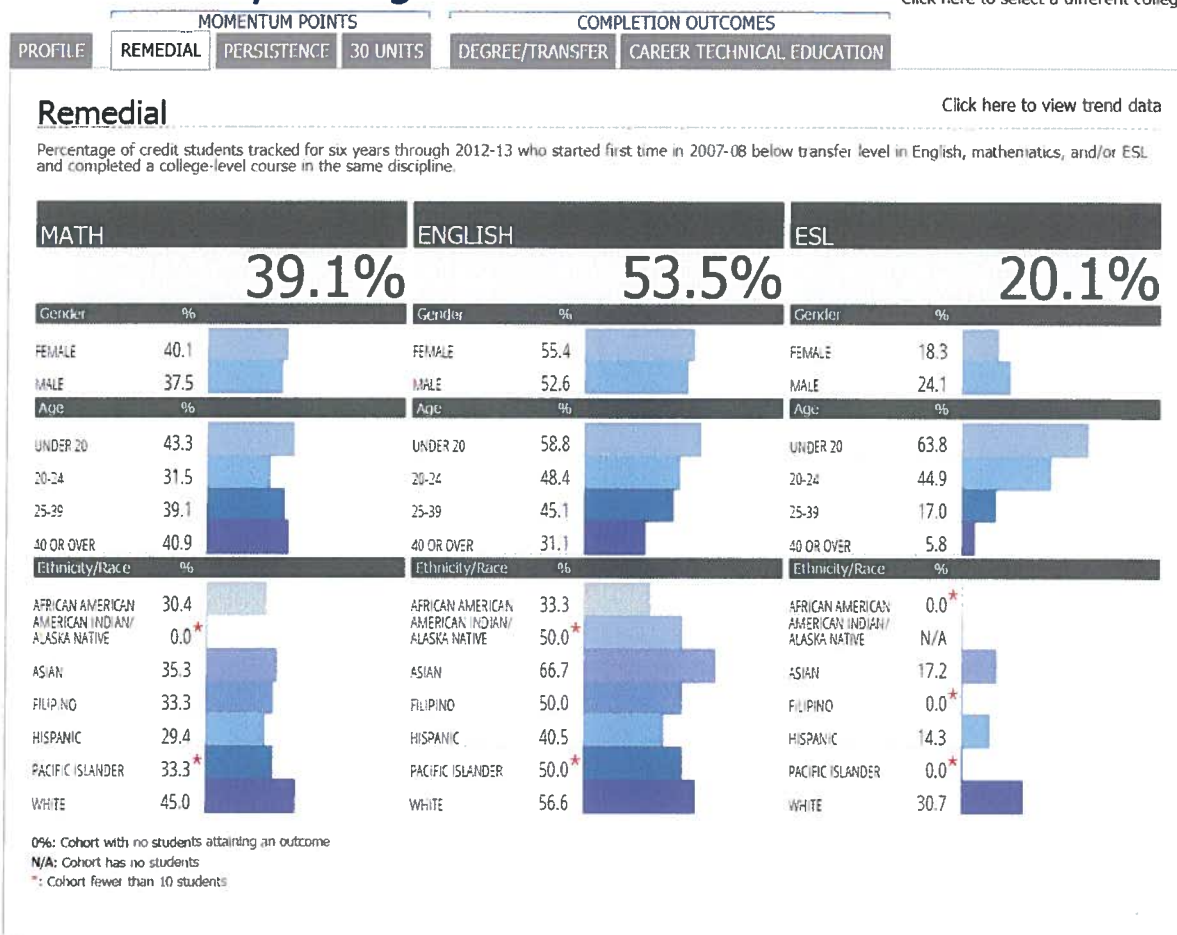 MOMENTUM POINTS COMPLETION OUTCOMES
PROFILE REMEDIAL PERSISTENCE 30 UNITS DEGREE/TRANSFER CAREER TECHNICAL EDUCATION
Remedial Click here to view trend data
Percentage of credit students tracked for six years through 2012-13 who started first time in 2007-08 below transfer level in English, mathematics, and/or ESL
and completed a college-level course in the same discipline.
MATH
39.1%
Gender %
FEMALE 40.1
MALE 37.5
Age %
UNDER 20 43.3
20-24 31.5
25-39 39.1
40 OR OVER 40.9
Ethnicity/Race %
AFRICAN AMERICAN 30.4
AMERICAN INDIAN/
ALASKA NATIVE 0.0*
ASIAN 35.3
FILIPINO 33.3
HISPANIC 29.4
PACIFIC ISLANDER 33.3*
WHITE 45.0
ENGLISH
53.5%
Gender %
FEMALE 55.4
MALE 52.6
Age %
UNDER 20 58.8
20-24 48.4
25-39 45.1
40 OR OVER 31.1
Ethnicity/Race %
AFRICAN AMERICAN 33.3
AMERICAN INDIAN/
ALASKA NATIVE 50.0*
ASIAN 66.7
FILIPINO 50.0
HISPANIC 40.5
PACIFIC ISLANDER 50.0*
WHITE 56.6
ESL
20.1%
Gender %
FEMALE 18.3
MALE 24.1
Age %
UNDER 20 63.8
20-24 44.9
25-39 17.0
40 OR OVER 5.8
Ethnicity/Race %
AFRICAN AMERICAN 0.0*
AMERICAN INDIAN/
ALASKA NATIVE N/A
ASIAN 17.2
FILIPINO 0.0*
HISPANIC 14.3
PACIFIC ISLANDER 0.0*
WHITE 30.7
0%: Cohort with no students attaining an outcome
N/A: Cohort has no students
*: Cohort fewer than 10 students